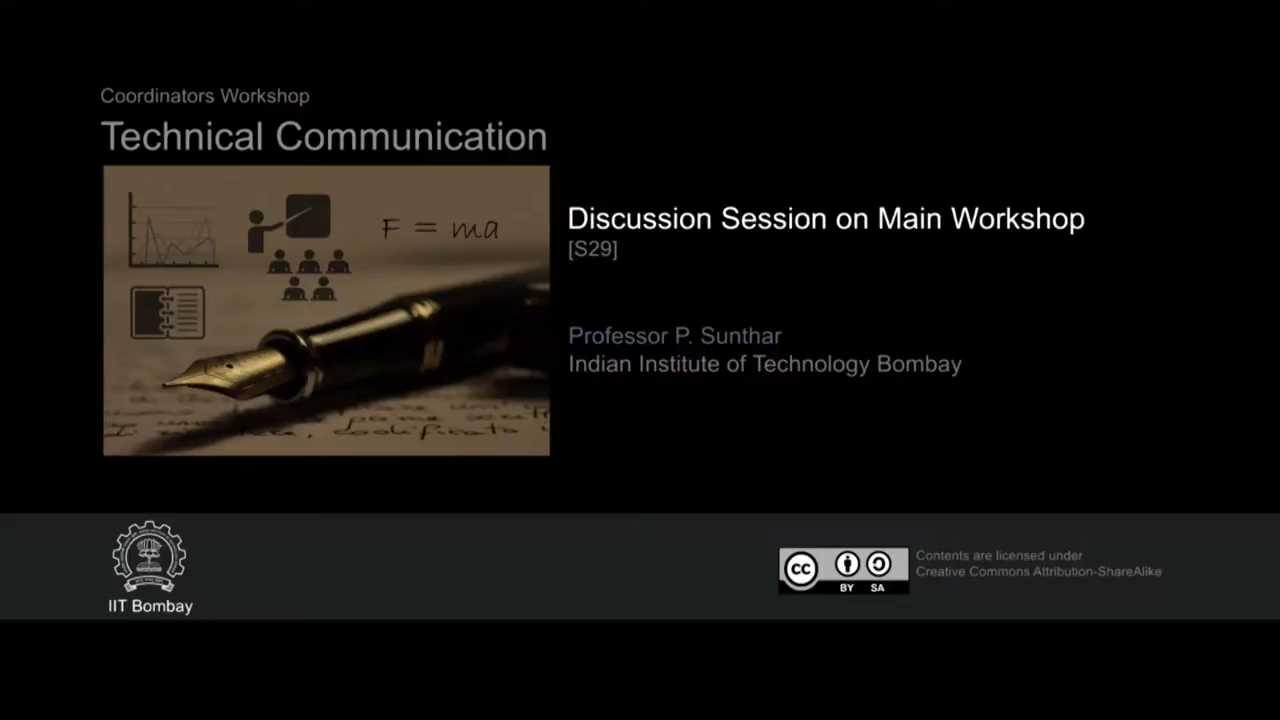 Coordinators Workshop
Technical Communication
F = ma
Discussion Session on Main Workshop
[S29]
Professor P. Sunthar
Indian Institute of Technology Bombay
IIT Bombay
cc
BY SA
Contents are licensed under
Creative Commons Attribution-ShareAlike